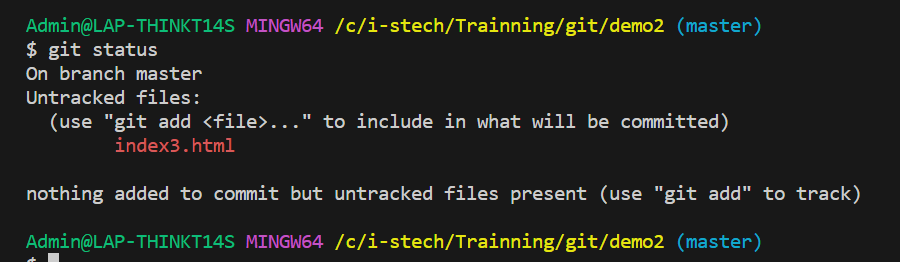 Admin@LAP-THINKT14S MINGW64 /c/i-stech/Trainning/git/demo2 (master)
$ git status
On branch master
Untracked files:
(use "git add <file>..." to include in what will be committed)
index3.html
nothing added to commit but untracked files present (use "git add" to track)
Admin@LAP-THINKT14S MINGW64 /c/i-stech/Trainning/git/demo2 (master)
$